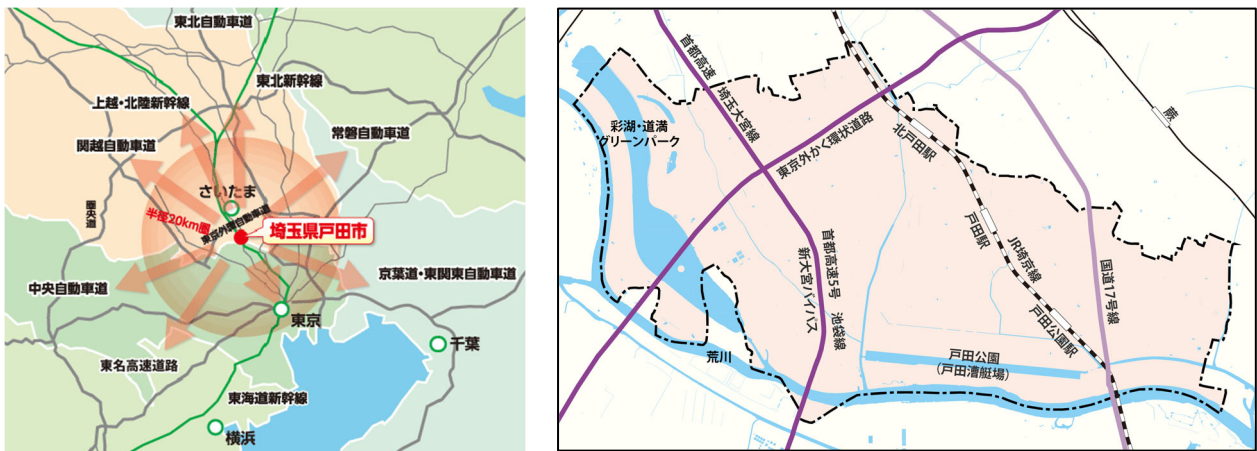 東北自動車道
東北新幹線
上越・北陸新幹線
常磐自動車道
関越自動車道
さいたま
圏央道
半径20km圏
東京外環自動車道
埼玉県戸田市
中央自動車道
京葉道・東関東自動車道
東京
千葉
東名高速道路
東海道新幹線
横浜
首都高速
埼玉大宮線
蕨
彩湖・道満
グリーンパーク
東京外かく環状道路
北戸田駅
戸田駅
JR埼京線
首都高速5号
池袋線
新大宮バイパス
国道17号線
戸田公園駅
荒川
戸田公園
(戸田漕艇場)